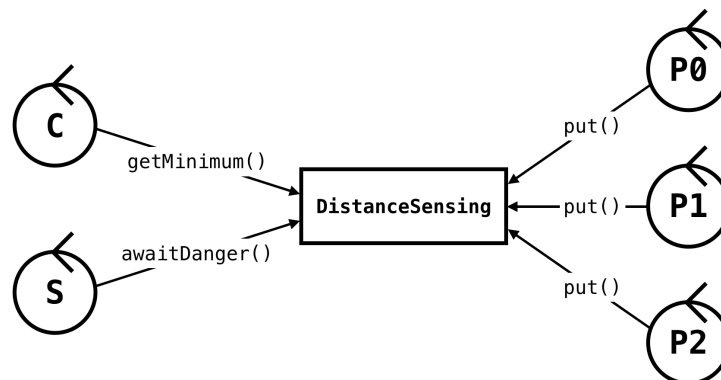 C
getMinimum()
S
awaitDanger()
DistanceSensing
P0
put()
P1
put()
P2
put()